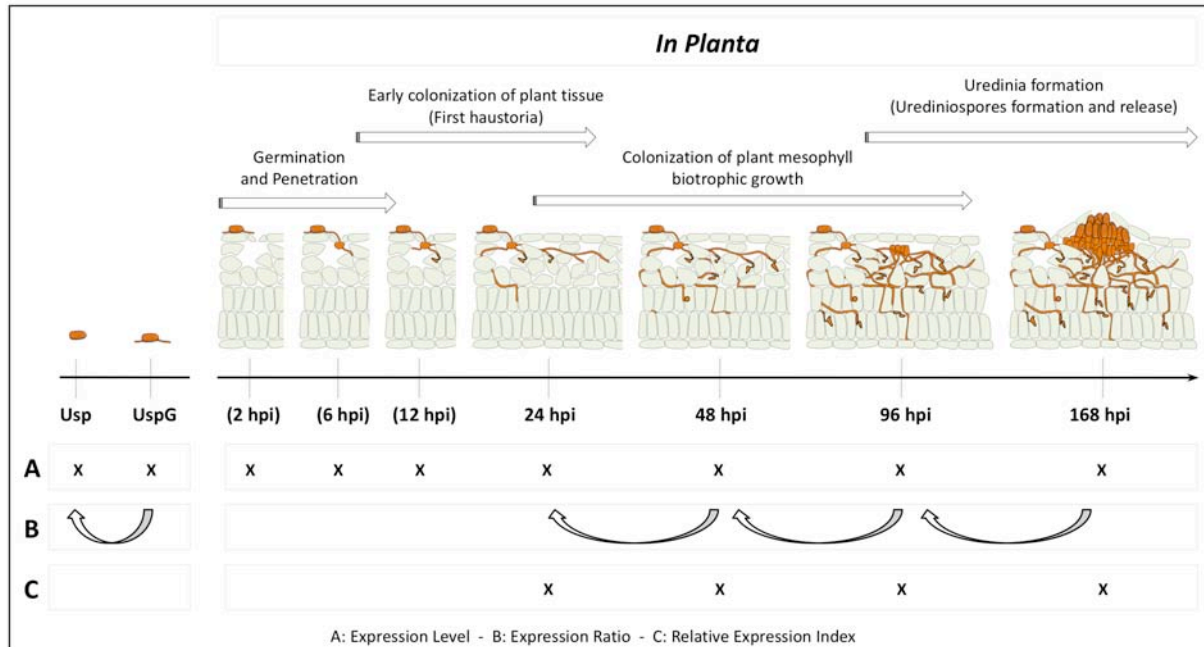 In Planta
Early colonization of plant tissue
(First haustoria)
Uredinia formation
(Urediniospores formation and release)
Germination
and Penetration
Colonization of plant mesophyll
biotrophic growth
Usp UspG (2 hpi) (6 hpi) (12 hpi) 24 hpi 48 hpi 96 hpi 168 hpi
A x x x x x x x x x
B
C x x x x
A: Expression Level - B: Expression Ratio - C: Relative Expression Index